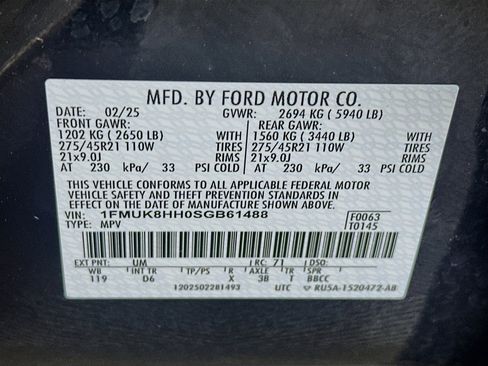 MFD. BY FORD MOTOR CO.
DATE: 02/25 GVWR: 2694 KG ( 5940 LB)
FRONT GAWR: REAR GAWR:
1202 KG ( 2650 LB) WITH 1560 KG ( 3440 LB) WITH
275/45R21 110W TIRES 275/45R21 110W TIRES
21x9.0J RIMS 21x9.0J RIMS
AT 230 kPa/ 33 PSI COLD AT 230 kPa/ 33 PSI COLD
THIS VEHICLE CONFORMS TO ALL APPLICABLE FEDERAL MOTOR
VEHICLE SAFETY AND THEFT PREVENTION STANDARDS IN EFFECT
ON THE DATE OF MANUFACTURE SHOWN ABOVE.
VIN: 1FMUK8HH0SGB61488 F0063
TYPE: MPV T0145
EXT PNT: UM RC: 71 DSO:
WB INT TR TP/PS R AXLE TR SPR
119 D6 X 3B T BBCC
1202502281493 UTC RU5A-1520472-AB